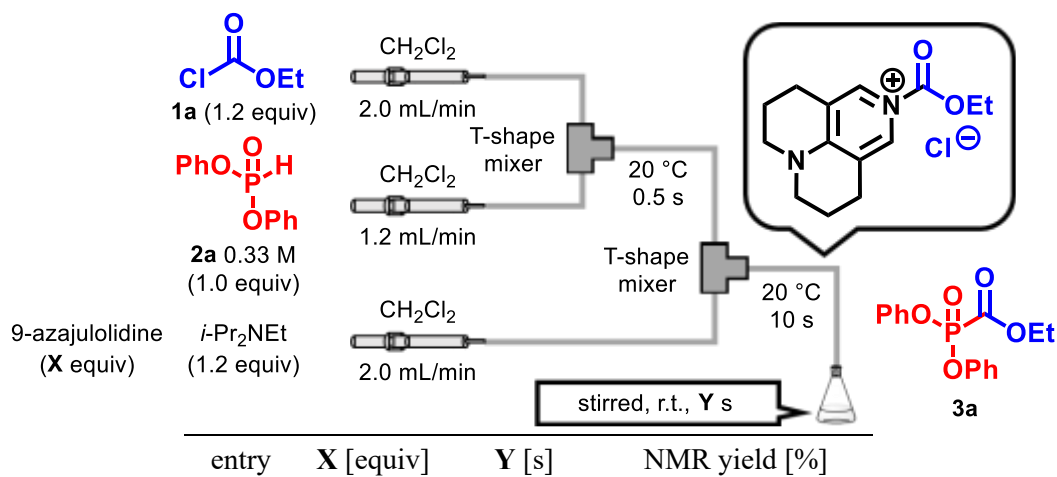 O
Cl
OEt
1a (1.2 equiv)
O
PhO
P
H
OPh
2a 0.33 M
(1.0 equiv)
9-azajulolidine
(X equiv)
i-Pr2NEt
(1.2 equiv)
CH2Cl2
2.0 mL/min
CH2Cl2
1.2 mL/min
CH2Cl2
2.0 mL/min
T-shape
mixer
20 °C
0.5 s
T-shape
mixer
20 °C
10 s
O
N
+
OEt
Cl
−
N
stirred, r.t., Y s
O
O
PhO
P
OEt
OPh
3a
entry X [equiv] Y [s] NMR yield [%]